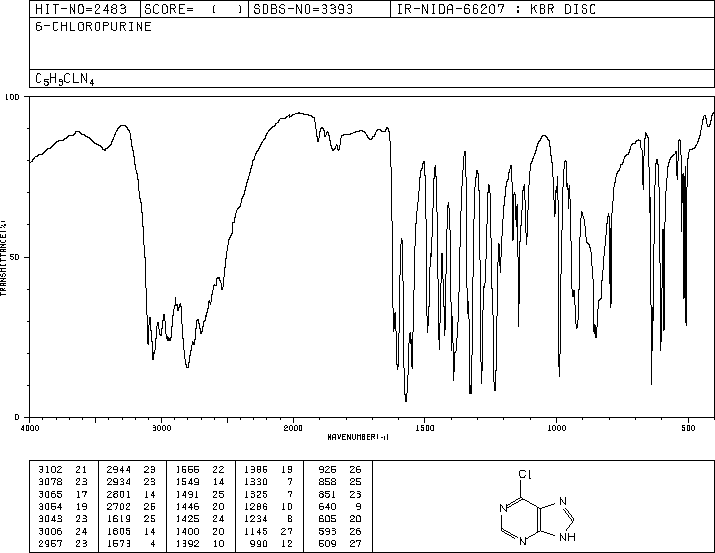 HIT-NO=2483 SCORE= ( ) SDBS-NO=3393 IR-NIDA-66207 : KBR DISC
6-CHLOROPURINE
C5H3CLN4
100
50
0
TRANSMITTANCE(%)
4000 3000 2000 1500 1000 500
WAVENUMBER(-1)
3102 21 2944 23 1566 22 1386 19 926 26
3078 23 2934 23 1549 14 1330 7 858 25
3065 17 2801 14 1491 25 1325 7 851 23
3054 19 2702 26 1446 20 1286 10 640 9
3043 23 1619 25 1425 24 1234 8 605 20
3006 24 1605 14 1400 20 1145 27 593 26
2957 23 1573 4 1392 10 990 12 509 27
Cl
N
N
N
NH